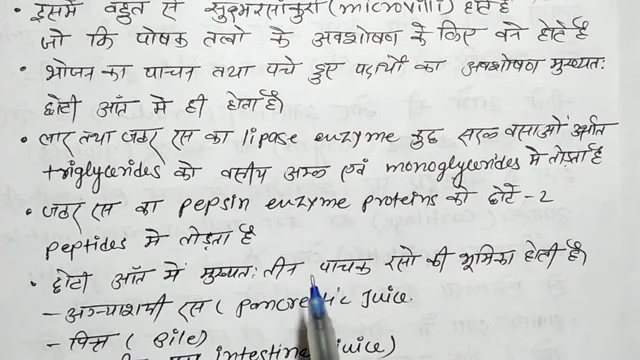 इसमें बहुत से सुक्ष्मरसांकुरों (microvilli) होते है
जो कि पोषक तत्वों के अवशोषण के लिए बने होते है
• भोजन का पाचन तथा पचे हुए पदार्थों का अवशोषण मुख्यतः
छोटी आँत मे ही होता है।
• लार तथा जठर रस का lipase enzyme कुछ सरल वसाओं अर्थात
triglycerides को वसीय अम्ल एवं monoglycerides मे तोड़ता है
• जठर रस का pepsin enzyme proteins को छोटे-2
peptides मे तोड़ता है
• छोटी आँत में मुख्यतः तीन पाचक रसो की भूमिका होती है।
- अग्न्याशयी रस ( pancreatic Juice.
- पित्त ( Bile)
intestine juice)